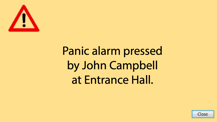 Panic alarm pressed
by John Campbell
at Entrance Hall.
Close